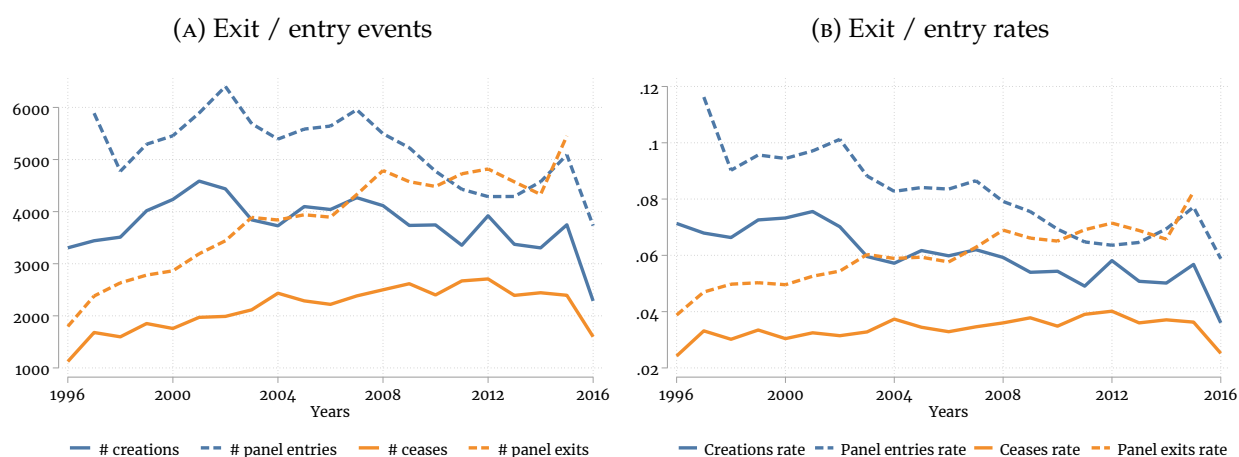 (A) Exit / entry events
6000
5000
4000
3000
2000
1000
1996 2000 2004 2008 2012 2016
Years
# creations # panel entries # ceases # panel exits
(B) Exit / entry rates
.12
.1
.08
.06
.04
.02
1996 2000 2004 2008 2012 2016
Years
Creations rate Panel entries rate Ceases rate Panel exits rate